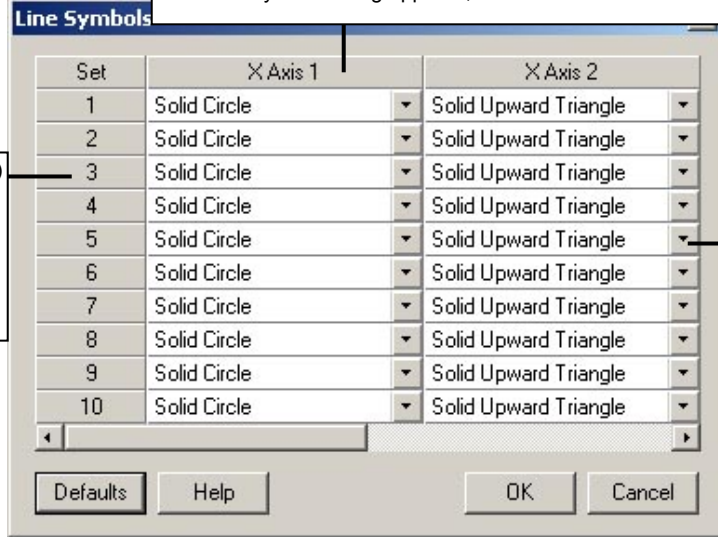 Line Symbols
Set X Axis 1 X Axis 2
1 Solid Circle Solid Upward Triangle
2 Solid Circle Solid Upward Triangle
3 Solid Circle Solid Upward Triangle
4 Solid Circle Solid Upward Triangle
5 Solid Circle Solid Upward Triangle
6 Solid Circle Solid Upward Triangle
7 Solid Circle Solid Upward Triangle
8 Solid Circle Solid Upward Triangle
9 Solid Circle Solid Upward Triangle
10 Solid Circle Solid Upward Triangle
Defaults Help OK Cancel